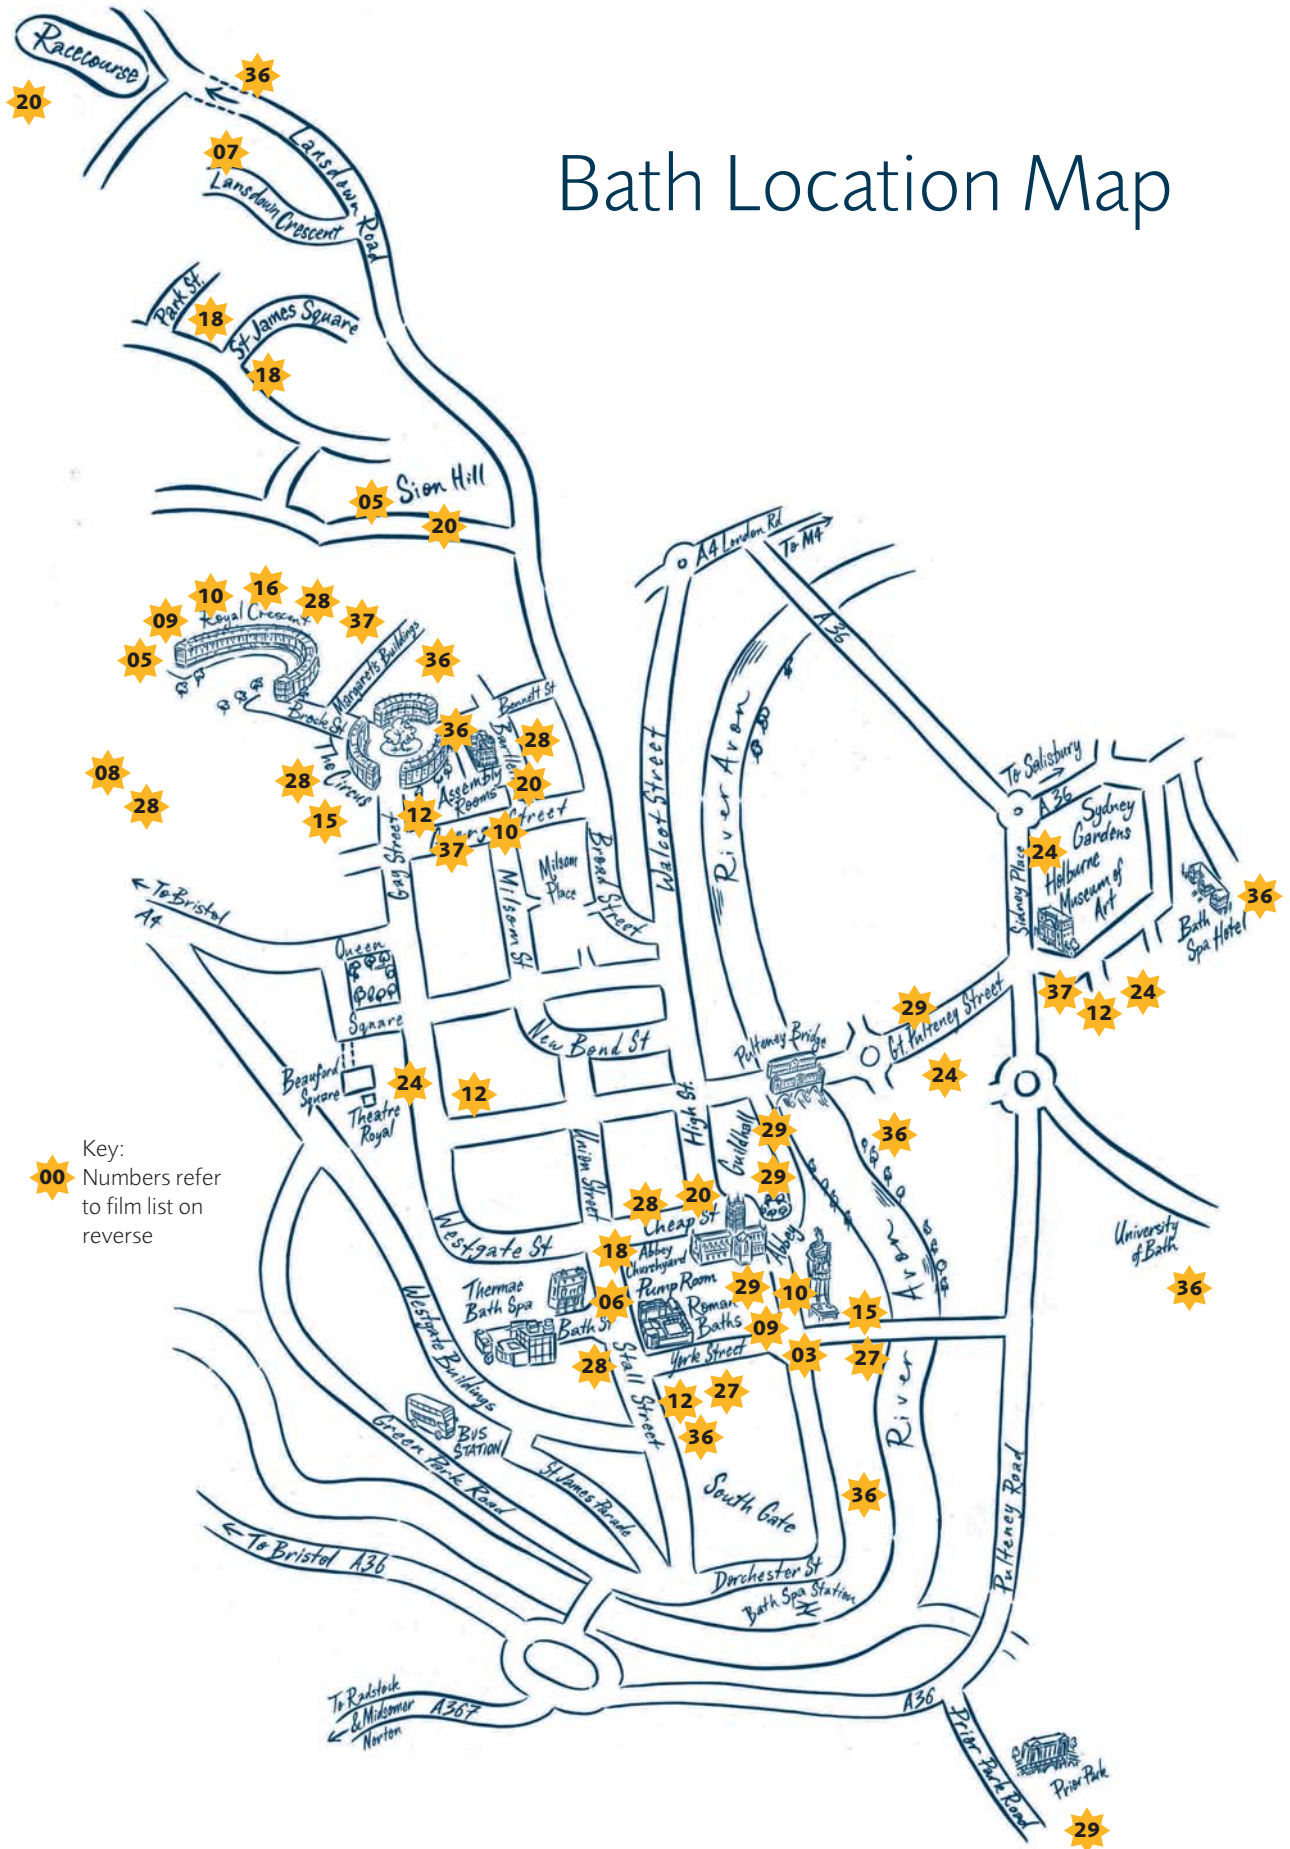 Racecourse
36
20
Lansdown Road
07
Lansdown Crescent
Bath Location Map
Park St.
18
St James Square
18
Sion Hill
05
20
A4 London Rd
To M4
A36
10
16
28
09
Royal Crescent
37
05
Margaret's Buildings
36
Bennett St
Brock St
36
28
The Circus
28
08
28
15
Assembly
Rooms
20
12
10
37
Street
Gay Street
Milsom St
Milsom
Place
Broad Street
Walcot Street
River Avon
To Salisbury
A36
Sydney
Gardens
24
Holburne
Museum of
Art
Sidney Place
36
Bath
Spa Hotel
To Bristol
A4
Queen
Square
37
12
24
29
Gt. Pulteney Street
New Bond St
Pulteney Bridge
24
Beauford
Square
Theatre
Royal
24
12
High St.
Guildhall
29
36
29
Key:
00
Numbers refer
to film list on
reverse
Union Street
28
20
Cheap St
Westgate St
18
Abbey
Churchyard
Abbey
Avon
University
of Bath
36
Thermae
Bath Spa
06
Pump Room
29
10
Roman
Baths
15
Bath St
09
York Street
03
27
28
Stall Street
12
27
36
Westgate Buildings
River
BUS
STATION
Green Park Road
St James Parade
South Gate
36
Pulteney Road
To Bristol A36
Dorchester St
Bath Spa Station
To Radstock
& Midsomer
Norton
A367
A36
Prior Park Road
Prior Park
29